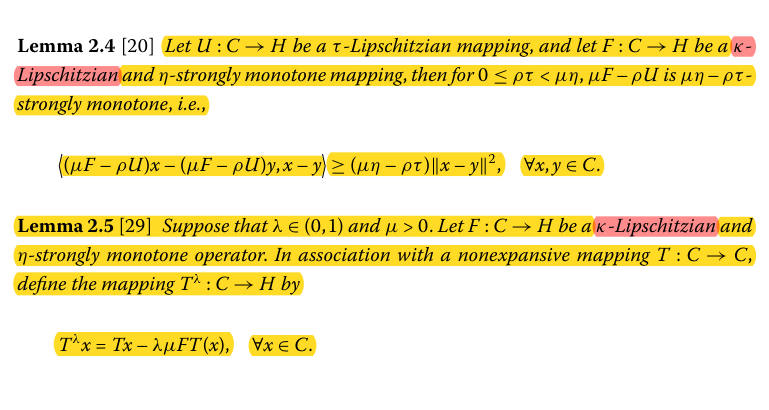 Lemma 2.4 [20] Let U : C → H be a τ-Lipschitzian mapping, and let F : C → H be a κ-
Lipschitzian and η-strongly monotone mapping, then for 0 ≤ ρτ < μη, μF – ρU is μη – ρτ-
strongly monotone, i.e.,
⟨(μF – ρU)x – (μF – ρU)y, x – y⟩ ≥ (μη – ρτ)‖x – y‖², ∀x, y ∈ C.
Lemma 2.5 [29] Suppose that λ ∈ (0, 1) and μ > 0. Let F : C → H be a κ-Lipschitzian and
η-strongly monotone operator. In association with a nonexpansive mapping T : C → C,
define the mapping T^λ : C → H by
T^λ x = Tx – λμFT(x), ∀x ∈ C.